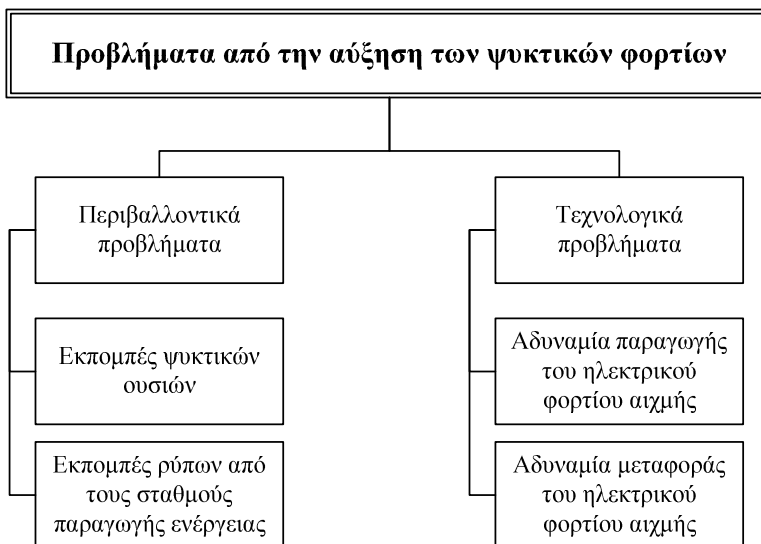 Προβλήματα από την αύξηση των ψυκτικών φορτίων
Περιβαλλοντικά
προβλήματα
Εκπομπές ψυκτικών
ουσιών
Εκπομπές ρύπων από
τους σταθμούς
παραγωγής ενέργειας
Τεχνολογικά
προβλήματα
Αδυναμία παραγωγής
του ηλεκτρικού
φορτίου αιχμής
Αδυναμία μεταφοράς
του ηλεκτρικού
φορτίου αιχμής